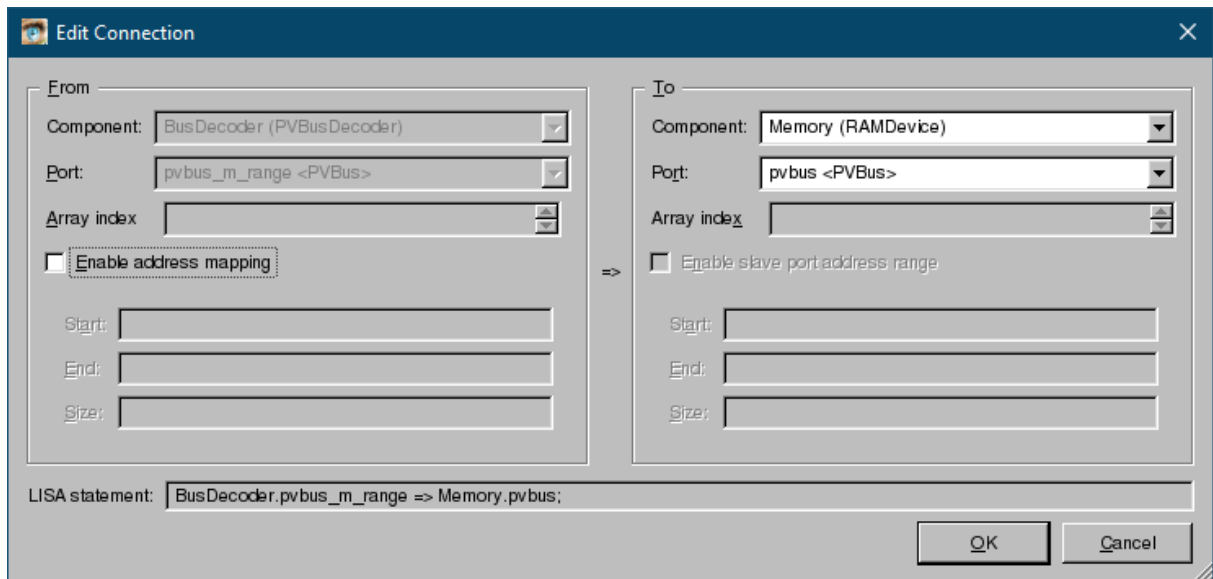 Edit Connection
From
Component: BusDecoder (PVBusDecoder)
Port: pvbus_m_range <PVBus>
Array index
Enable address mapping
Start:
End:
Size:
=>
To
Component: Memory (RAMDevice)
Port: pvbus <PVBus>
Array index
Enable slave port address range
Start:
End:
Size:
LISA statement: BusDecoder.pvbus_m_range => Memory.pvbus;
OK Cancel